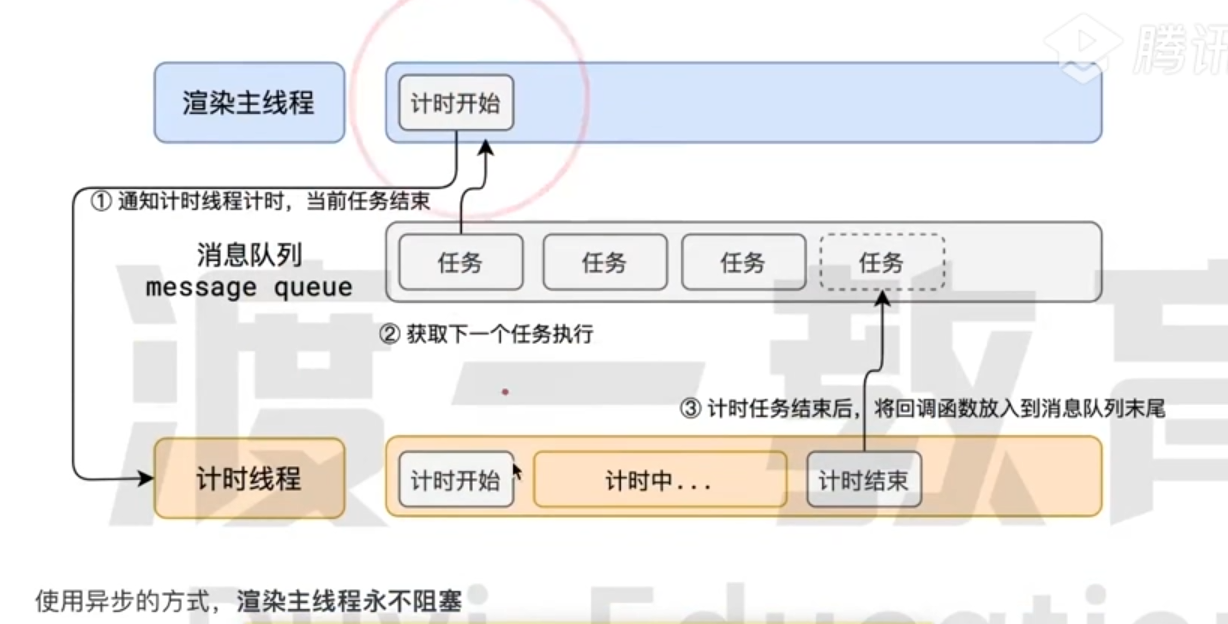 腾讯
渲染主线程
计时开始
① 通知计时线程计时，当前任务结束
消息队列
message queue
任务
任务
任务
任务
② 获取下一个任务执行
③ 计时任务结束后，将回调函数放入到消息队列末尾
计时线程
计时开始
计时中...
计时结束
渡一教育
使用异步的方式，渲染主线程永不阻塞
Duyi Education